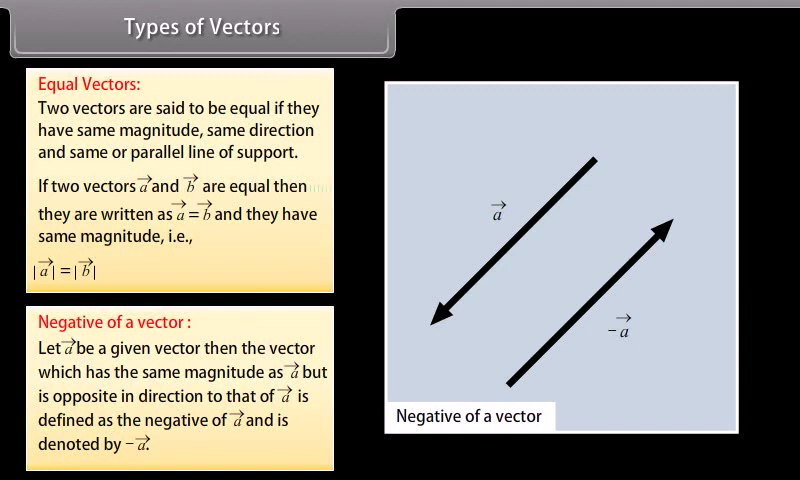 Types of Vectors
Equal Vectors:
Two vectors are said to be equal if they
have same magnitude, same direction
and same or parallel line of support.
If two vectors a⃗ and b⃗ are equal then
they are written as a⃗ = b⃗ and they have
same magnitude, i.e.,
|a⃗| = |b⃗|
Negative of a vector :
Let a⃗ be a given vector then the vector
which has the same magnitude as a⃗ but
is opposite in direction to that of a⃗ is
defined as the negative of a⃗ and is
denoted by −a⃗.
a⃗
−a⃗
Negative of a vector